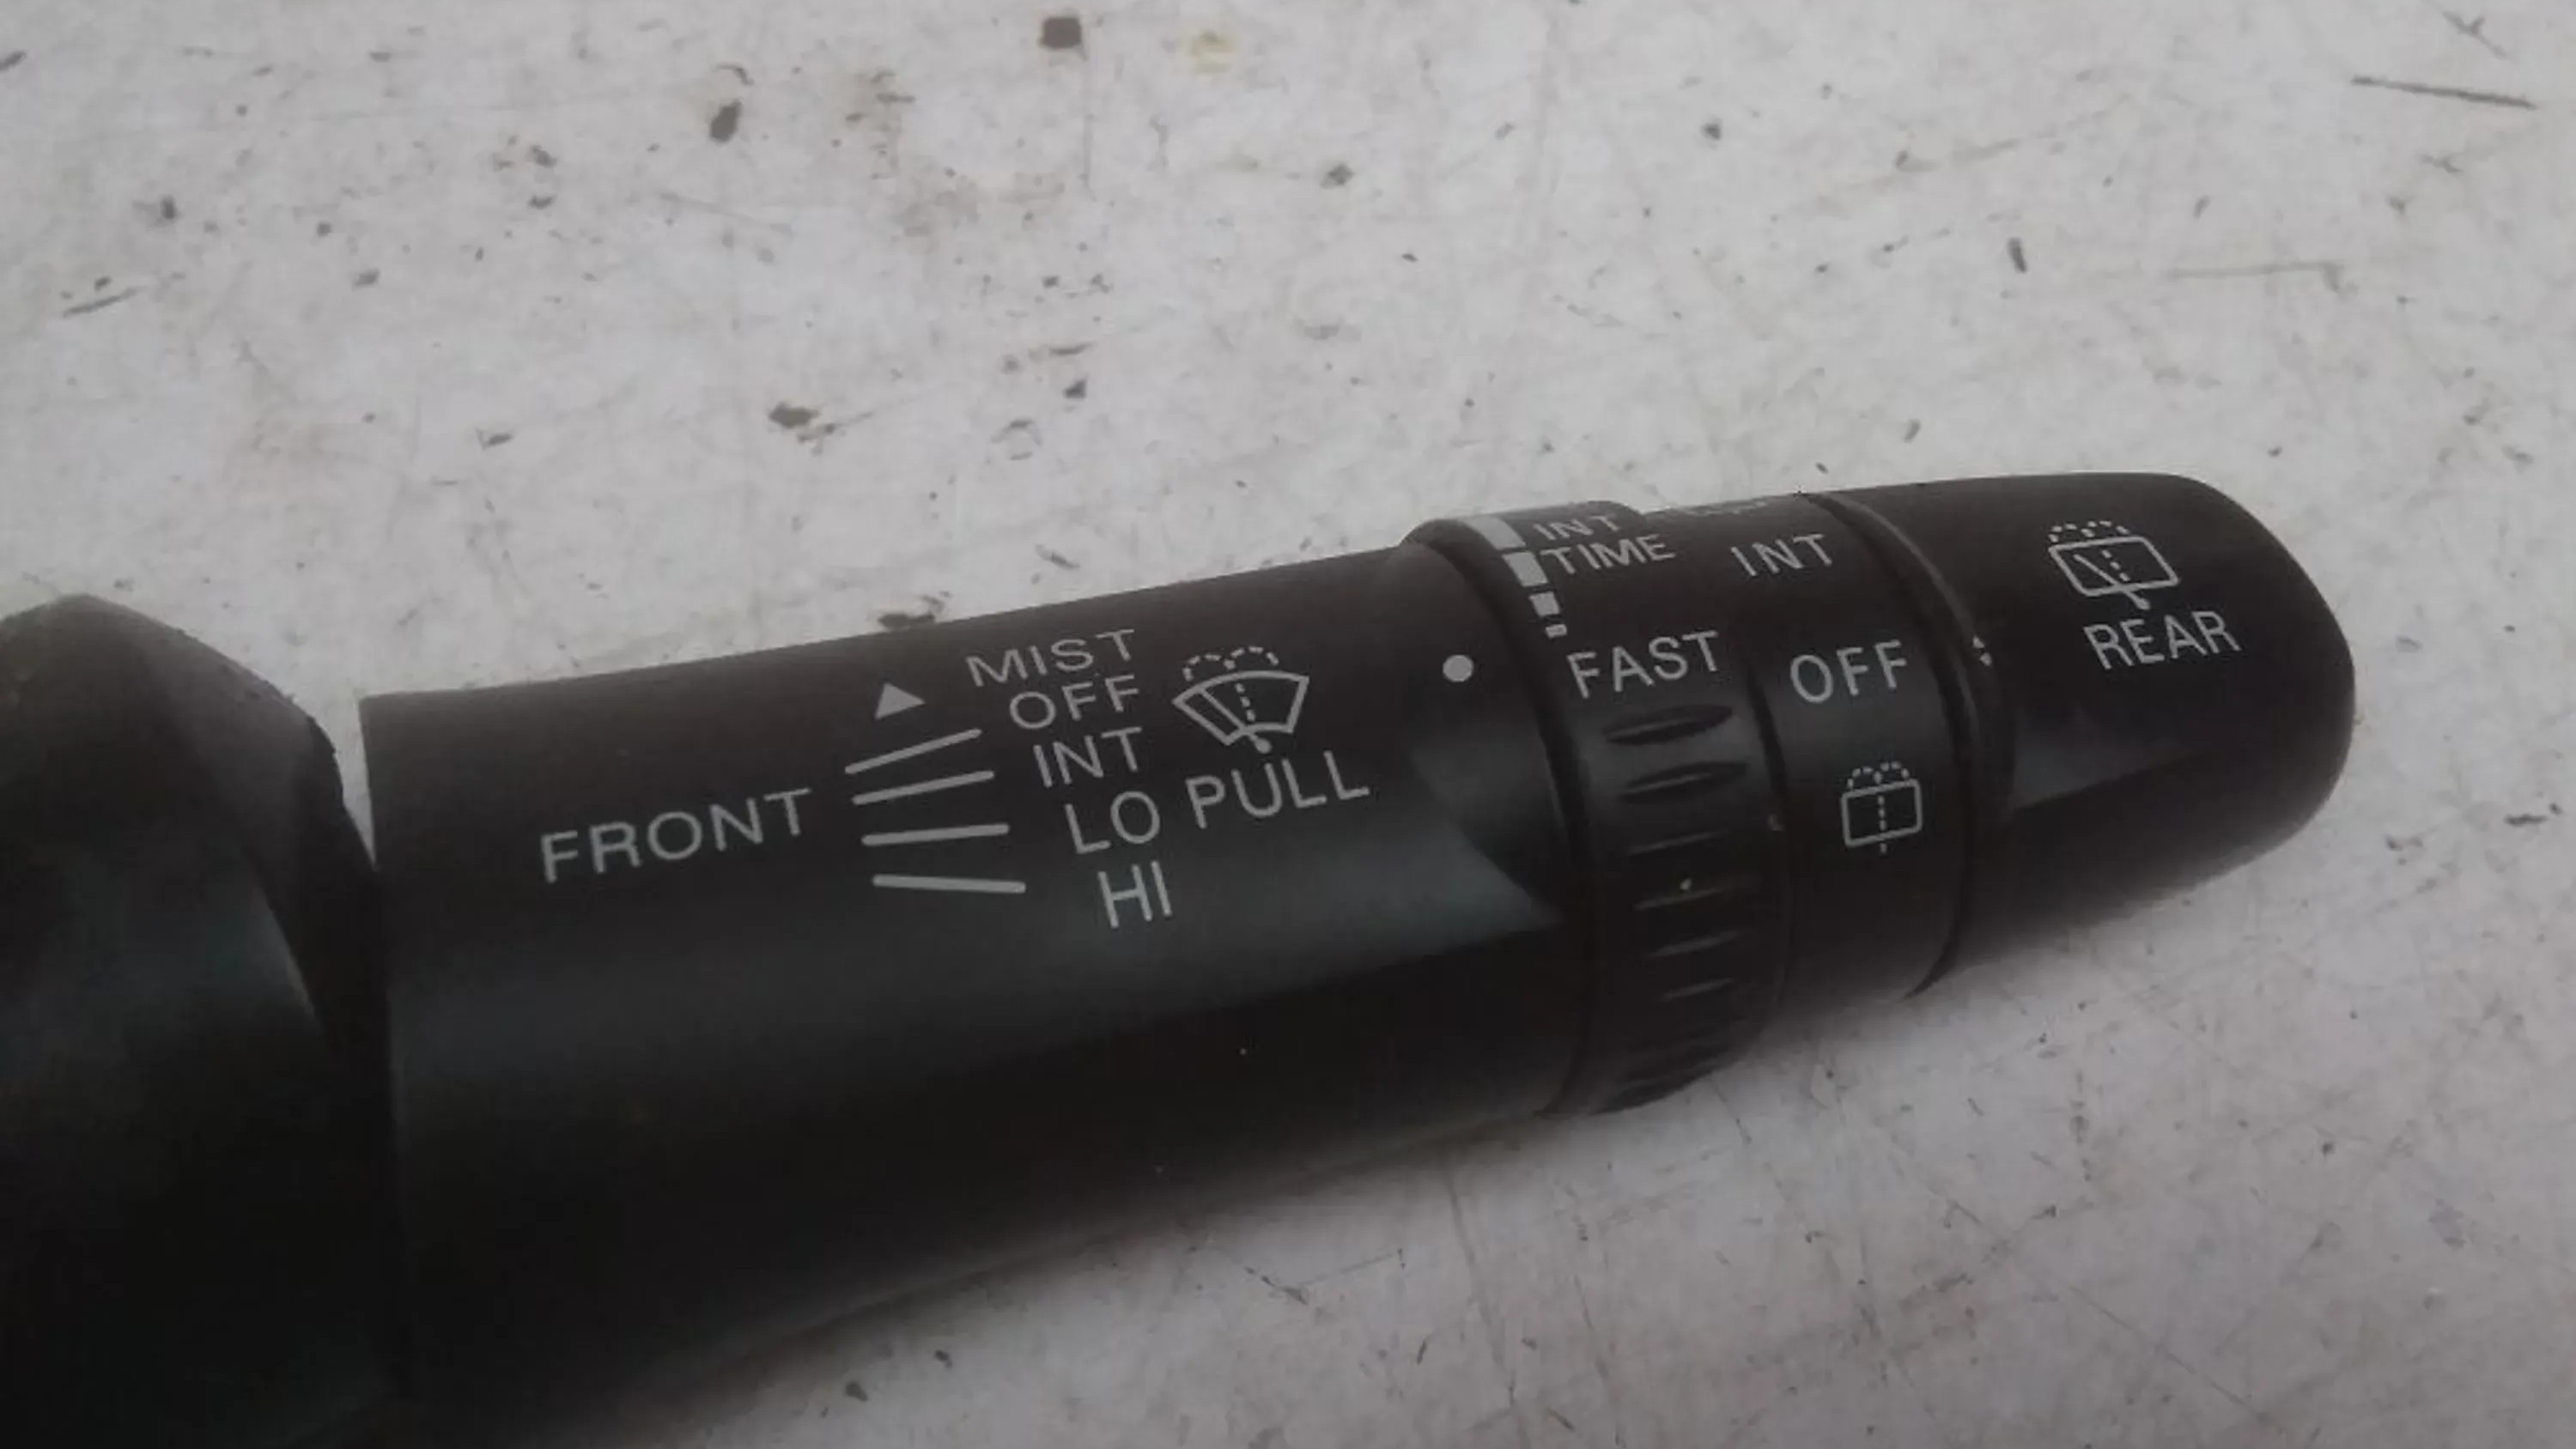 FRONT
MIST
OFF
INT
LO PULL
HI
INT
TIME
FAST
INT
OFF
REAR